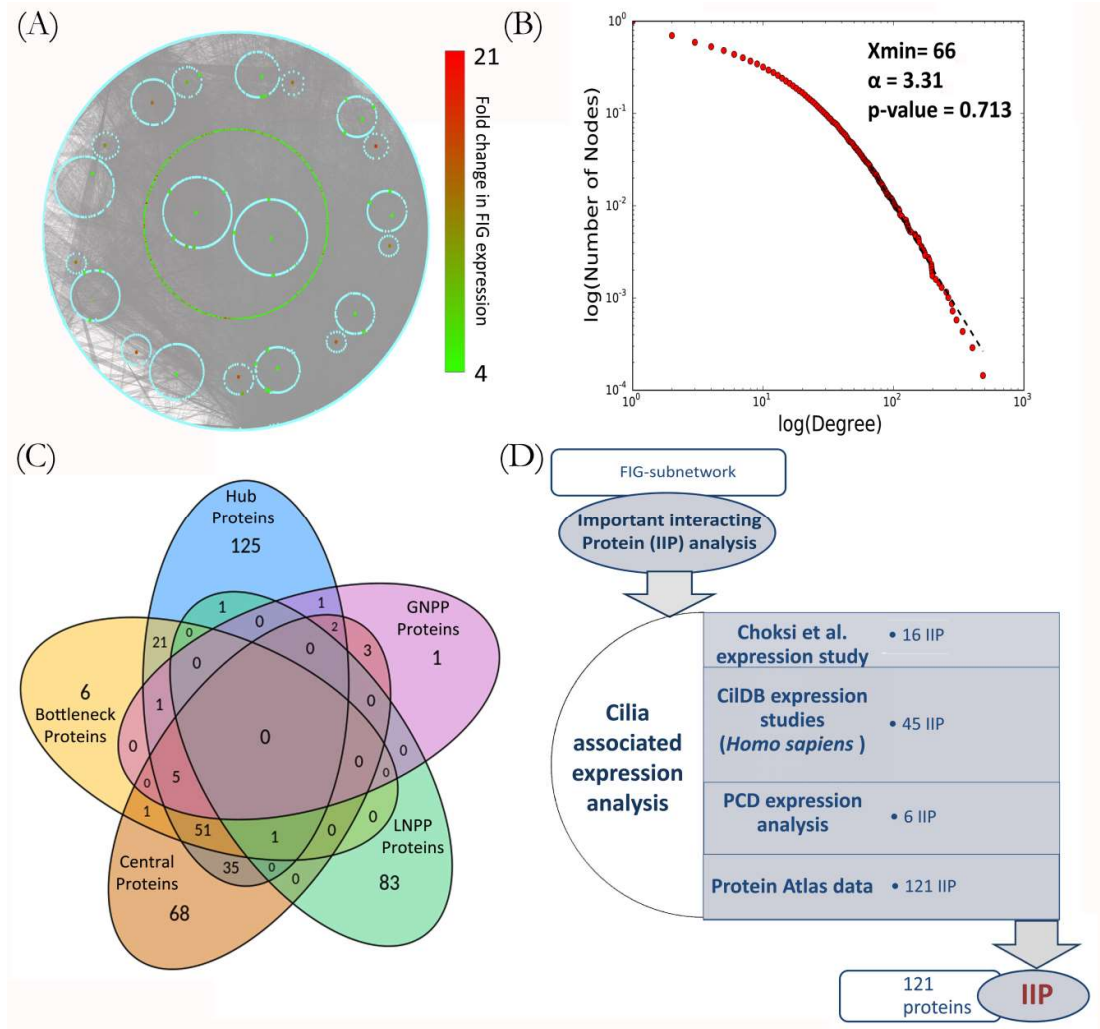 (A)
21
Fold change in FIG expression
4
(B)
10^0
10^-1
10^-2
10^-3
10^-4
log(Number of Nodes)
Xmin= 66
α = 3.31
p-value = 0.713
10^0
10^1
10^2
10^3
log(Degree)
(C)
Hub
Proteins
125
GNPP
Proteins
1
1
0
1
2
3
21
0
0
0
6
Bottleneck
Proteins
1
0
0
5
0
0
0
0
0
0
1
51
1
0
0
35
0
0
Central
Proteins
68
LNPP
Proteins
83
(D)
FIG-subnetwork
Important interacting
Protein (IIP) analysis
Cilia
associated
expression
analysis
Choksi et al.
expression study
• 16 IIP
CilDB expression
studies
(Homo sapiens )
• 45 IIP
PCD expression
analysis
• 6 IIP
Protein Atlas data
• 121 IIP
121
proteins
IIP